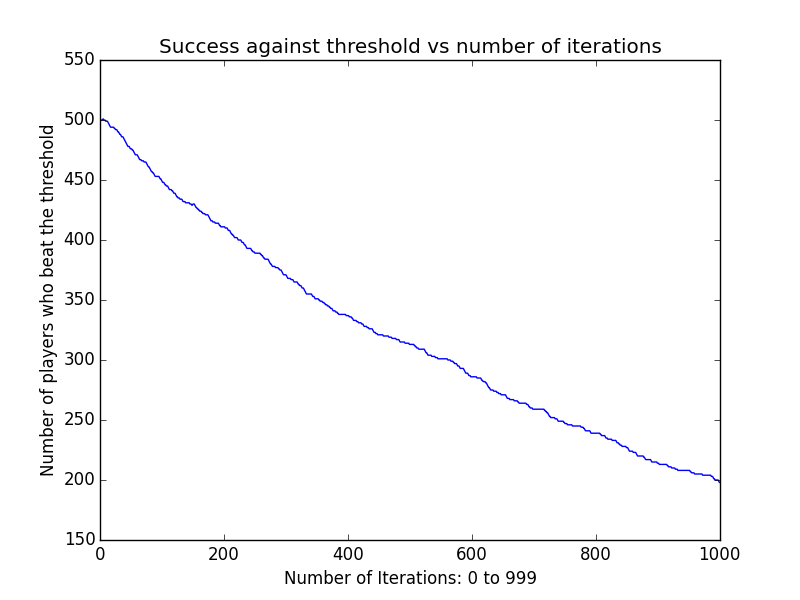 Success against threshold vs number of iterations
550
500
450
400
350
300
250
200
150
Number of players who beat the threshold
0 200 400 600 800 1000
Number of Iterations: 0 to 999